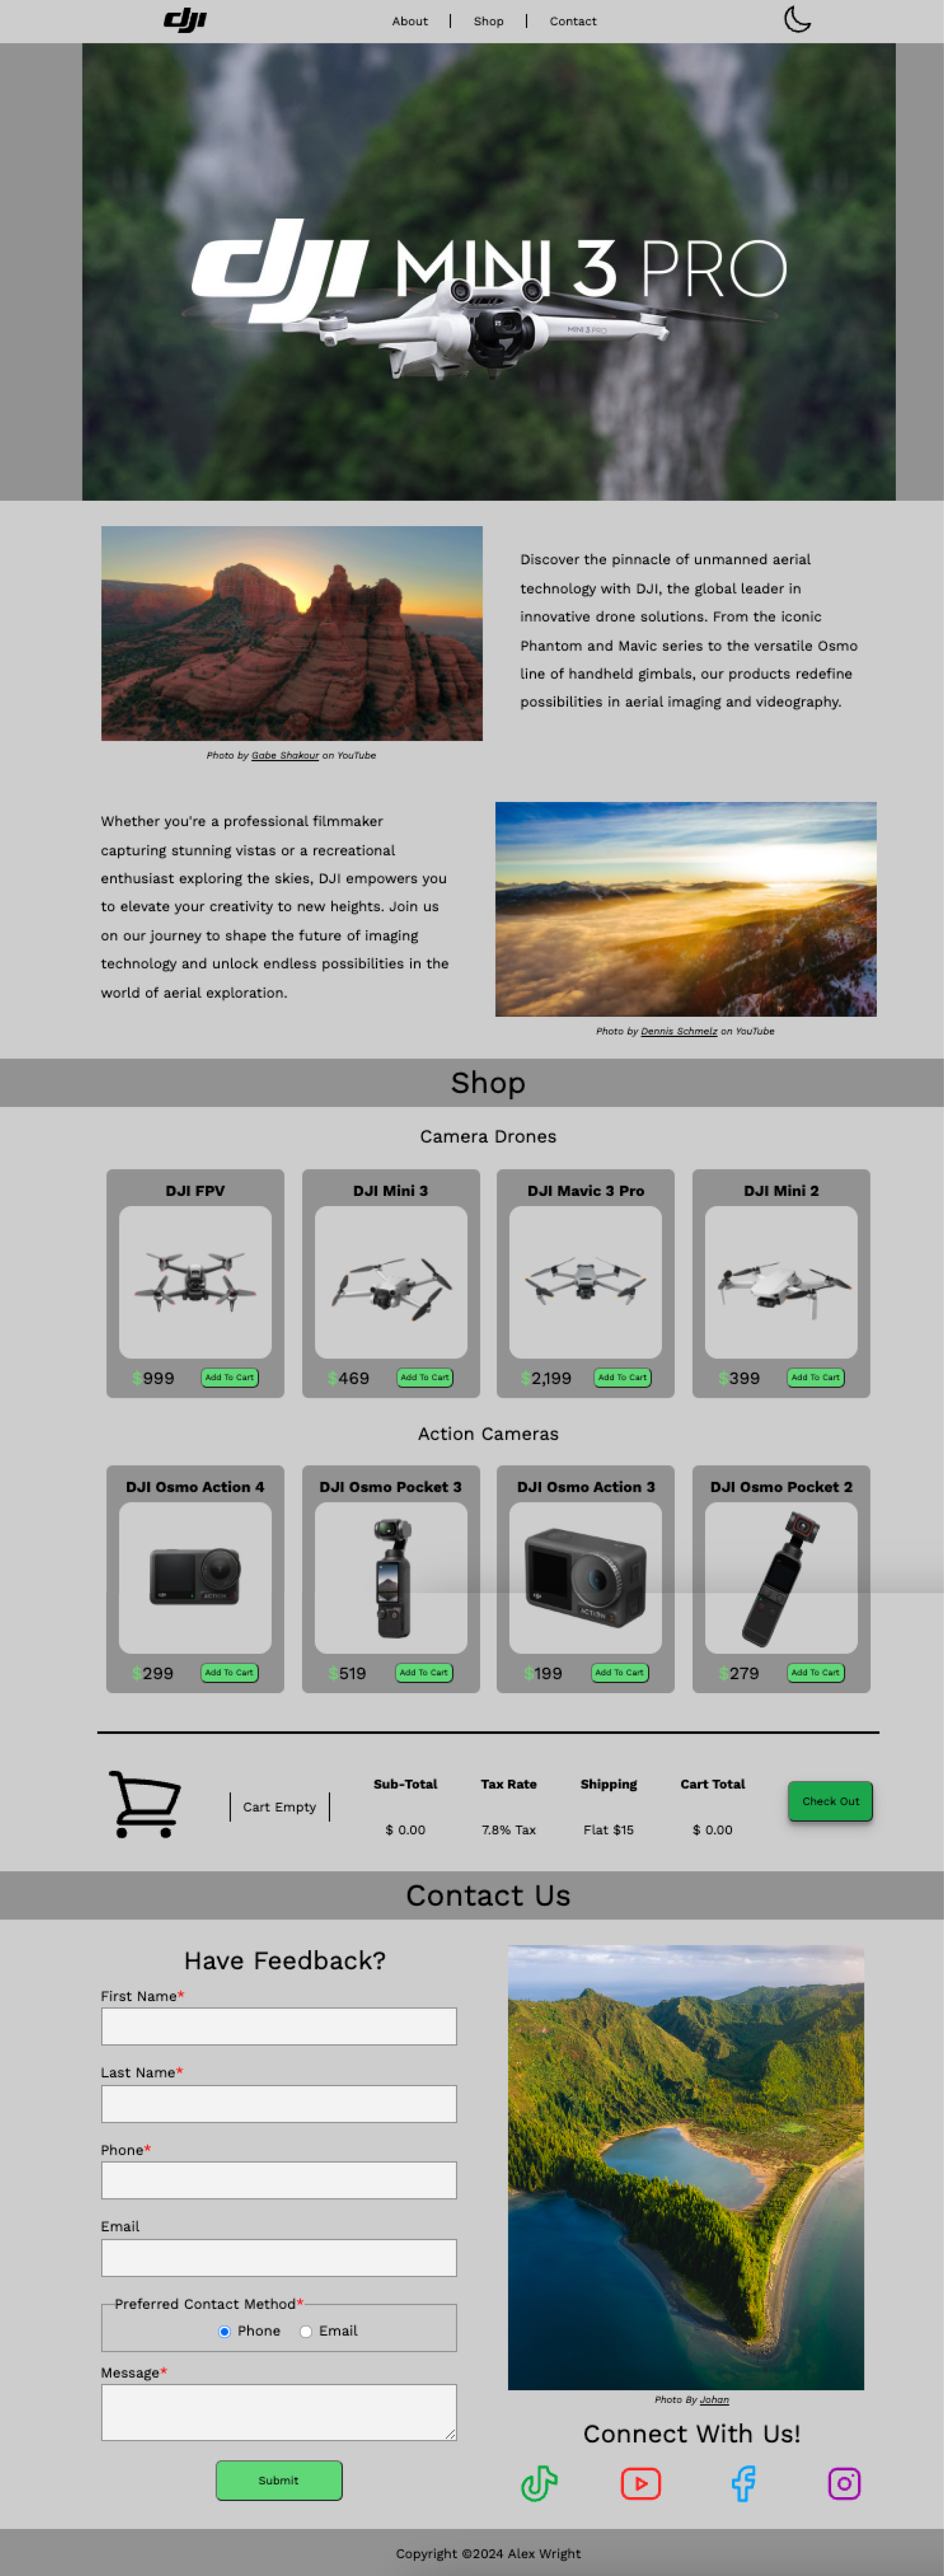 dji
About | Shop | Contact
dji MINI 3 PRO
MINI 3 PRO
Discover the pinnacle of unmanned aerial
technology with DJI, the global leader in
innovative drone solutions. From the iconic
Phantom and Mavic series to the versatile Osmo
line of handheld gimbals, our products redefine
possibilities in aerial imaging and videography.
Photo by Gabe Shakour on YouTube
Whether you're a professional filmmaker
capturing stunning vistas or a recreational
enthusiast exploring the skies, DJI empowers you
to elevate your creativity to new heights. Join us
on our journey to shape the future of imaging
technology and unlock endless possibilities in the
world of aerial exploration.
Photo by Dennis Schmelz on YouTube
Shop
Camera Drones
DJI FPV
$999 Add To Cart
DJI Mini 3
$469 Add To Cart
DJI Mavic 3 Pro
$2,199 Add To Cart
DJI Mini 2
$399 Add To Cart
Action Cameras
DJI Osmo Action 4
dji ACTION
$299 Add To Cart
DJI Osmo Pocket 3
$519 Add To Cart
DJI Osmo Action 3
dji ACTION
$199 Add To Cart
DJI Osmo Pocket 2
$279 Add To Cart
Cart Empty
Sub-Total Tax Rate Shipping Cart Total
$ 0.00 7.8% Tax Flat $15 $ 0.00
Check Out
Contact Us
Have Feedback?
First Name*
Last Name*
Phone*
Email
Preferred Contact Method*
Phone Email
Message*
Submit
Photo By Johan
Connect With Us!
Copyright ©2024 Alex Wright